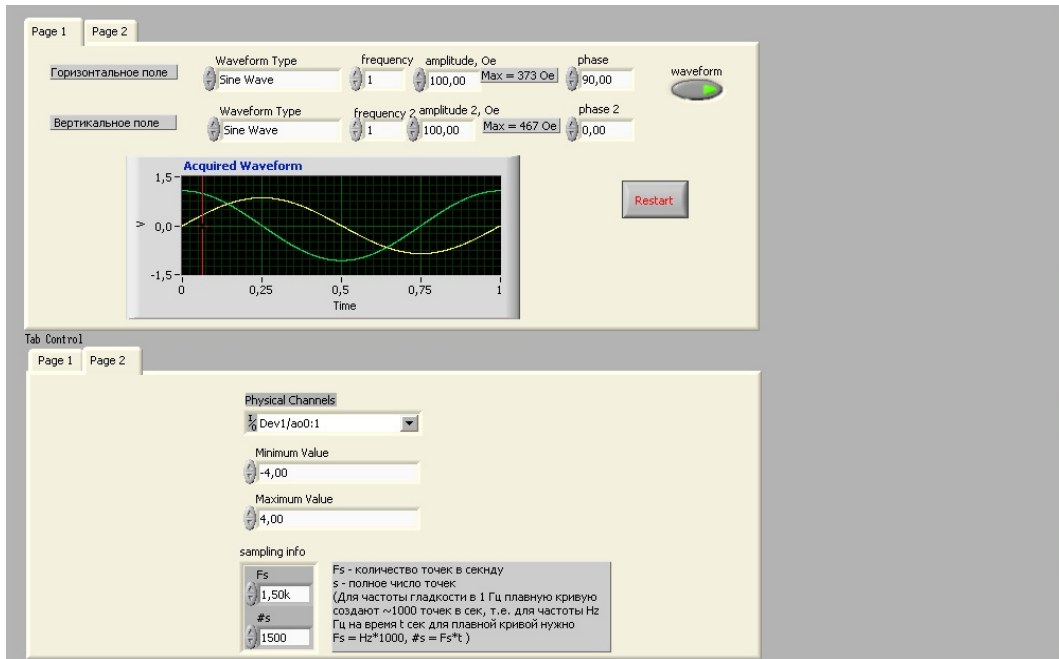 Page 1 Page 2
Горизонтальное поле
Waveform Type
Sine Wave
frequency
1
amplitude, Oe
100,00
Max = 373 Oe
phase
90,00
waveform
Вертикальное поле
Waveform Type
Sine Wave
frequency 2
1
amplitude 2, Oe
100,00
Max = 467 Oe
phase 2
0,00
Acquired Waveform
1,5
0,0
-1,5
V
0 0,25 0,5 0,75 1
Time
Restart
Tab Control
Page 1 Page 2
Physical Channels
I/O Dev1/ao0:1
Minimum Value
-4,00
Maximum Value
4,00
sampling info
Fs
1,50k
#s
1500
Fs - количество точек в секнду
s - полное число точек
(Для частоты гладкости в 1 Гц плавную кривую
создают ~1000 точек в сек, т.е. для частоты Hz
Гц на время t сек для плавной кривой нужно
Fs = Hz*1000, #s = Fs*t )